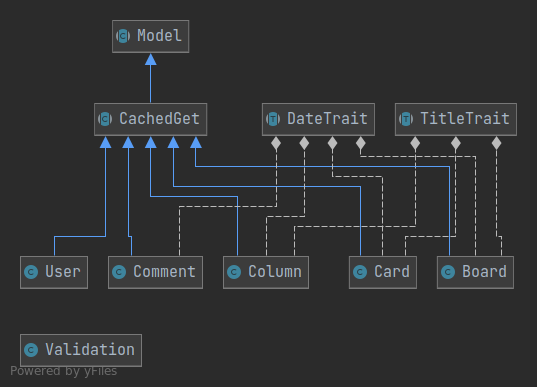 Model
CachedGet
DateTrait
TitleTrait
User
Comment
Column
Card
Board
Validation
Powered by yFiles